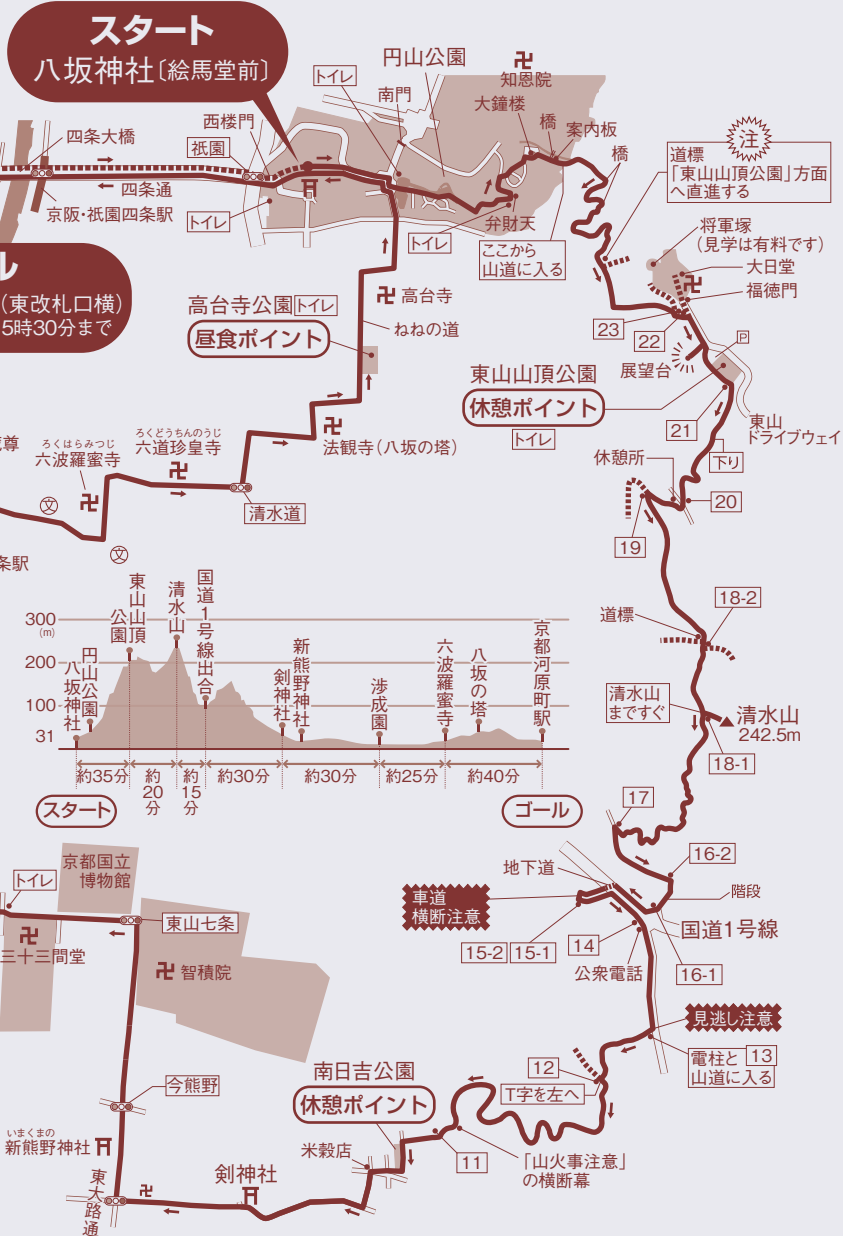 スタート
八坂神社〔絵馬堂前〕
円山公園
知恩院
トイレ
南門
大鐘楼
橋
案内板
橋
注
道標
「東山山頂公園」方面
へ直進する
西楼門
祇園
四条大橋
四条通
京阪・祇園四条駅
トイレ
弁財天
トイレ
ここから
山道に入る
将軍塚
(見学は有料です)
大日堂
福徳門
ル
(東改札口横)
5時30分まで
高台寺公園
トイレ
昼食ポイント
高台寺
ねねの道
23
22
P
展望台
東山山頂公園
休憩ポイント
トイレ
21
東山
ドライブウェイ
尊
ろくはらみつじ
六波羅蜜寺
ろくどうちんのうじ
六道珍皇寺
法観寺(八坂の塔)
清水道
文
文
条駅
下り
休憩所
20
19
18-2
道標
清水山
まですぐ
清水山
242.5m
18-1
300
(m)
200
100
31
八坂神社
円山公園
東山山頂
公園
清水山
国道1号線出合
剣神社
新熊野神社
渉成園
六波羅蜜寺
八坂の塔
京都河原町駅
約35分
約20分
約15分
約30分
約30分
約25分
約40分
スタート
ゴール
17
16-2
地下道
階段
車道
横断注意
国道1号線
15-2
15-1
14
公衆電話
16-1
見逃し注意
電柱と
山道に入る
13
京都国立
博物館
トイレ
東山七条
三十三間堂
智積院
今熊野
いまくまの
新熊野神社
東大路通
剣神社
南日吉公園
休憩ポイント
米穀店
12
T字を左へ
11
「山火事注意」
の横断幕